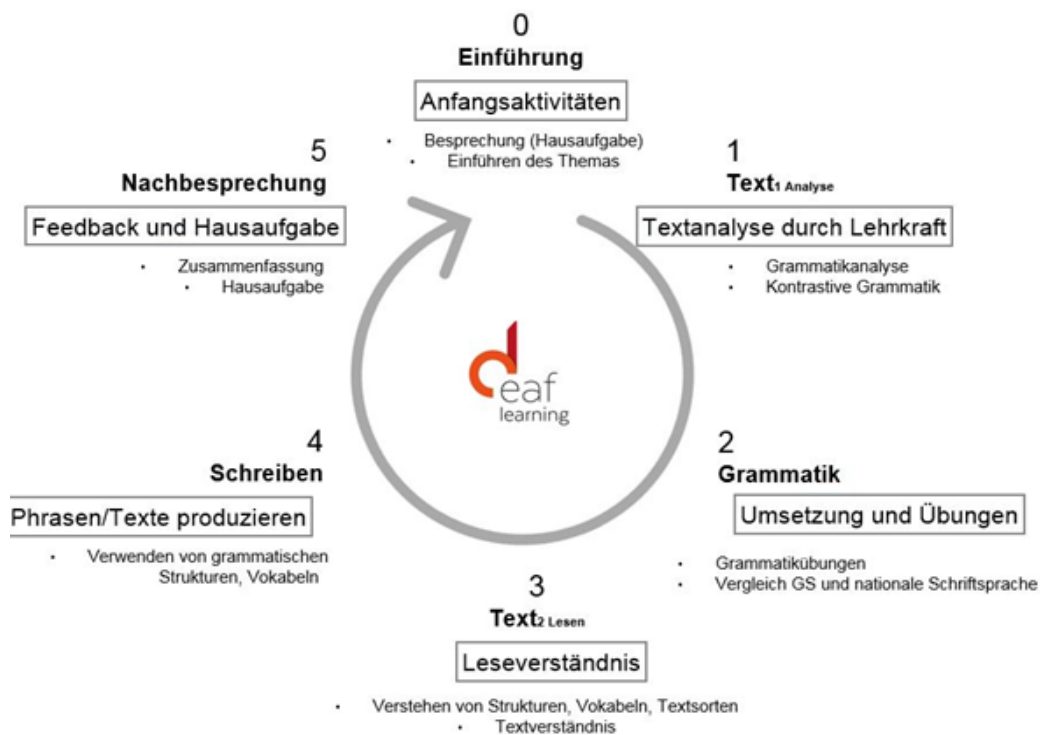 0
Einführung
Anfangsaktivitäten
• Besprechung (Hausaufgabe)
• Einführen des Themas
1
Text1 Analyse
Textanalyse durch Lehrkraft
• Grammatikanalyse
• Kontrastive Grammatik
2
Grammatik
Umsetzung und Übungen
• Grammatikübungen
• Vergleich GS und nationale Schriftsprache
3
Text2 Lesen
Leseverständnis
• Verstehen von Strukturen, Vokabeln, Textsorten
• Textverständnis
4
Schreiben
Phrasen/Texte produzieren
• Verwenden von grammatischen
Strukturen, Vokabeln
5
Nachbesprechung
Feedback und Hausaufgabe
• Zusammenfassung
• Hausaufgabe
deaf
learning